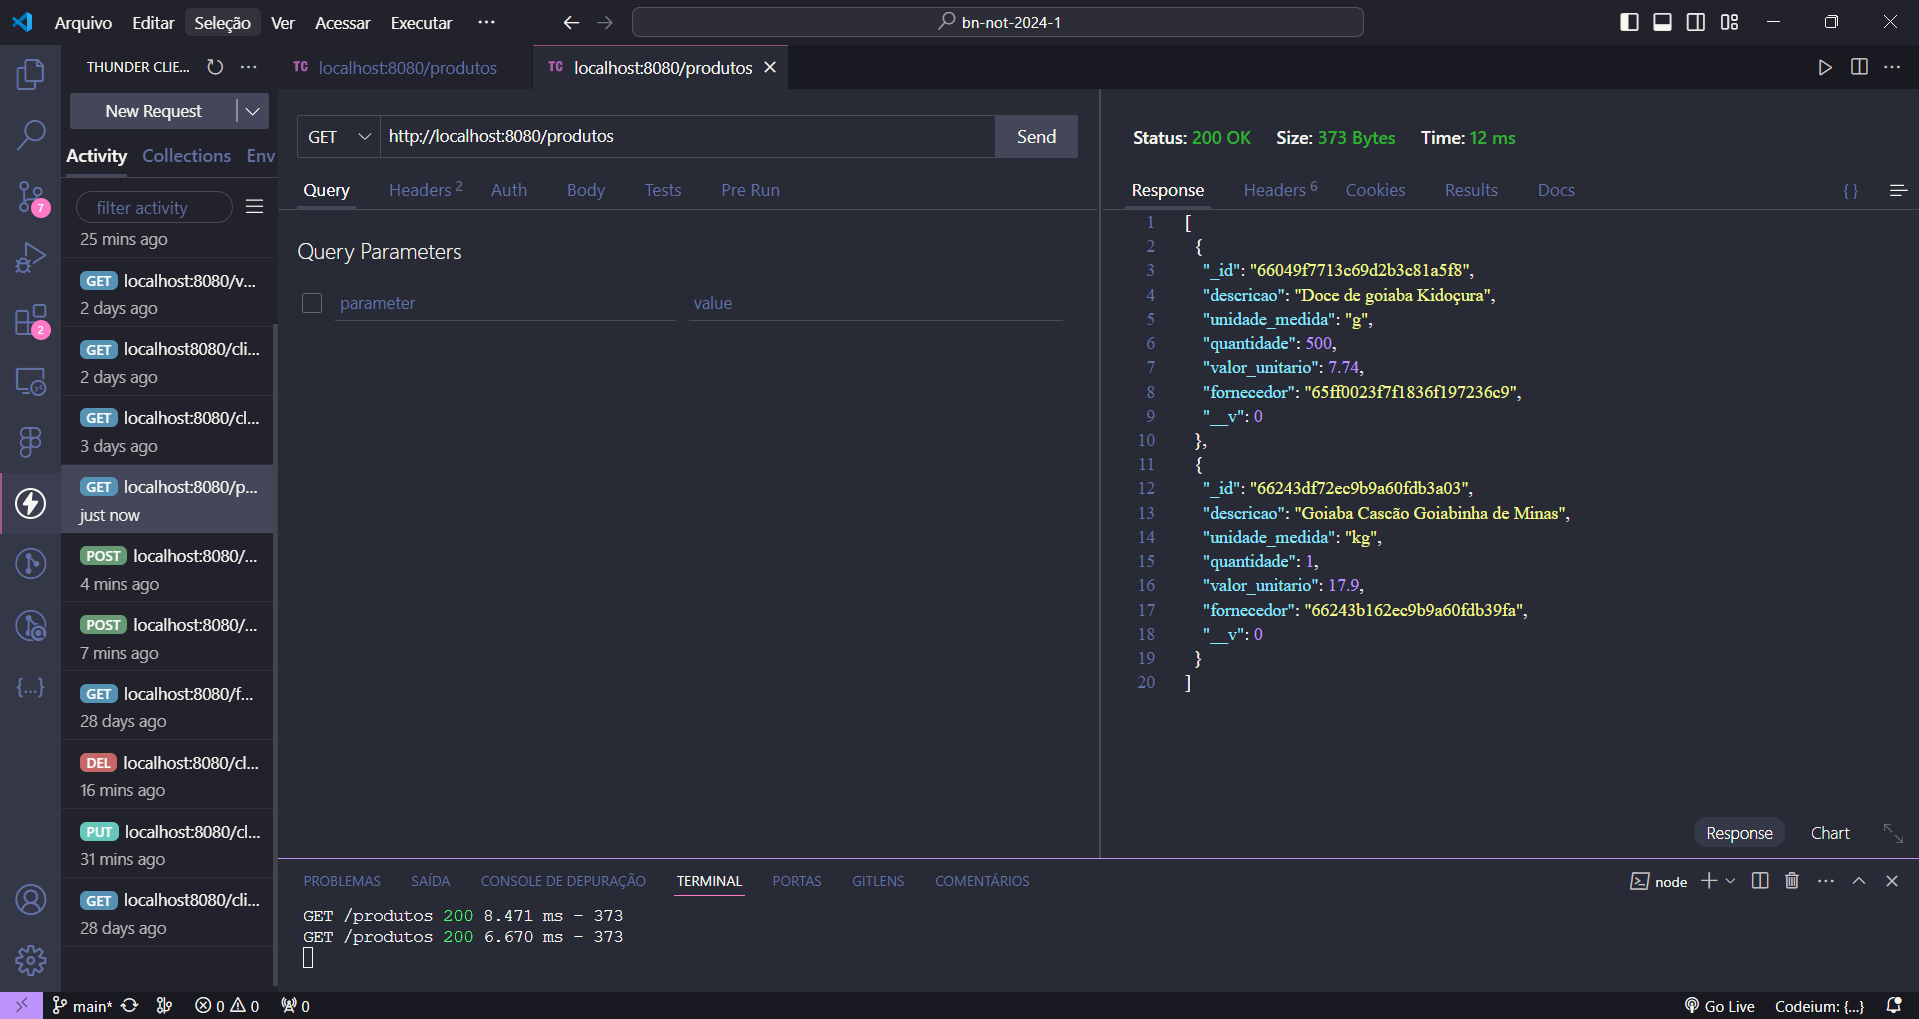 Arquivo Editar Seleção Ver Acessar Executar ···
bn-not-2024-1
THUNDER CLIE... ···
TC localhost:8080/produtos
TC localhost:8080/produtos
New Request
Activity Collections Env
filter activity
25 mins ago
GET localhost:8080/v...
2 days ago
GET localhost8080/cli...
2 days ago
GET localhost:8080/cl...
3 days ago
GET localhost:8080/p...
just now
POST localhost:8080/...
4 mins ago
POST localhost:8080/...
7 mins ago
GET localhost:8080/f...
28 days ago
DEL localhost:8080/cl...
16 mins ago
PUT localhost:8080/cl...
31 mins ago
GET localhost:8080/cli...
28 days ago
7
2
{...}
GET http://localhost:8080/produtos Send
Query Headers 2 Auth Body Tests Pre Run
Query Parameters
parameter value
Status: 200 OK Size: 373 Bytes Time: 12 ms
Response Headers 6 Cookies Results Docs { }
1 [
2 {
3 "_id": "66049f7713c69d2b3c81a5f8",
4 "descricao": "Doce de goiaba Kidoçura",
5 "unidade_medida": "g",
6 "quantidade": 500,
7 "valor_unitario": 7.74,
8 "fornecedor": "65ff0023f7f1836f197236c9",
9 "__v": 0
10 },
11 {
12 "_id": "66243df72ec9b9a60fdb3a03",
13 "descricao": "Goiaba Cascão Goiabinha de Minas",
14 "unidade_medida": "kg",
15 "quantidade": 1,
16 "valor_unitario": 17.9,
17 "fornecedor": "66243b162ec9b9a60fdb39fa",
18 "__v": 0
19 }
20 ]
Response Chart
PROBLEMAS SAÍDA CONSOLE DE DEPURAÇÃO TERMINAL PORTAS GITLENS COMENTÁRIOS
node
GET /produtos 200 8.471 ms - 373
GET /produtos 200 6.670 ms - 373
main* 0 0 0
Go Live Codeium: {...}